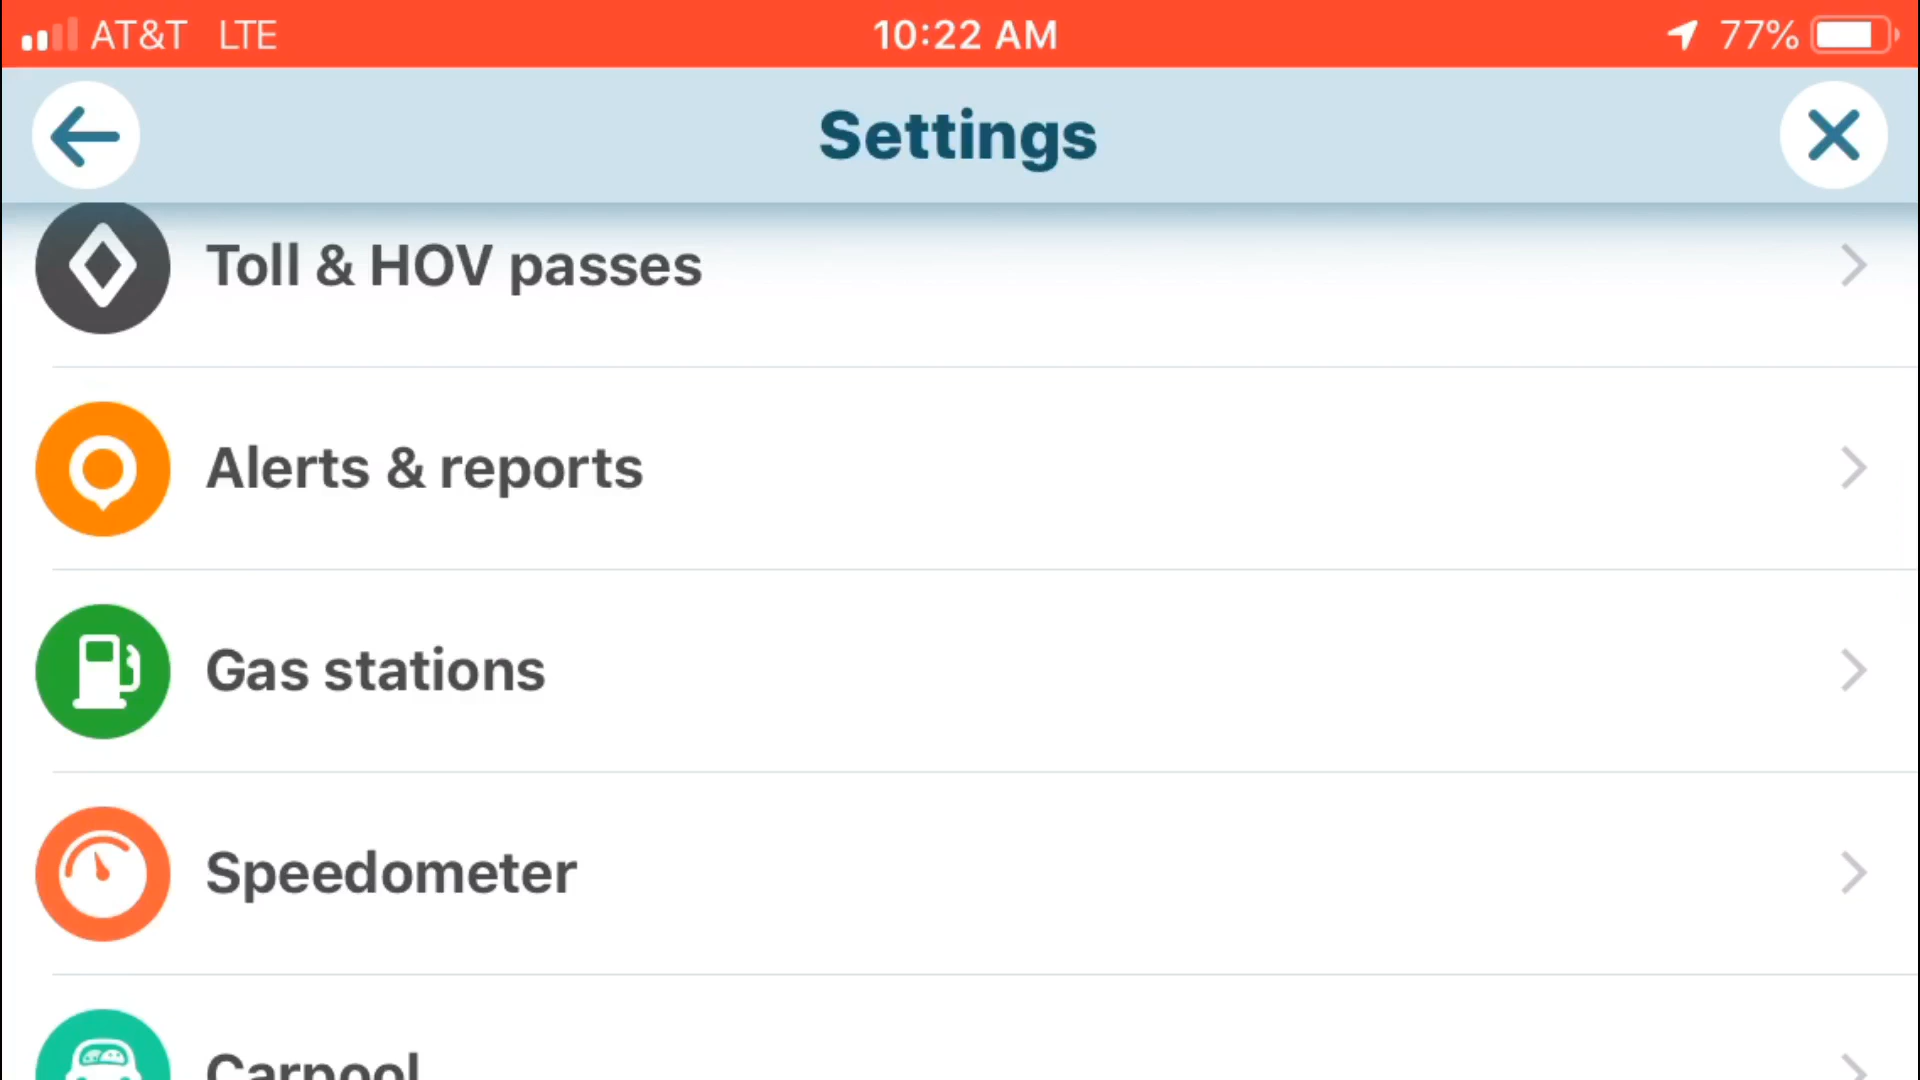 AT&T LTE 10:22 AM 77%
Settings
Toll & HOV passes
Alerts & reports
Gas stations
Speedometer
Carpool